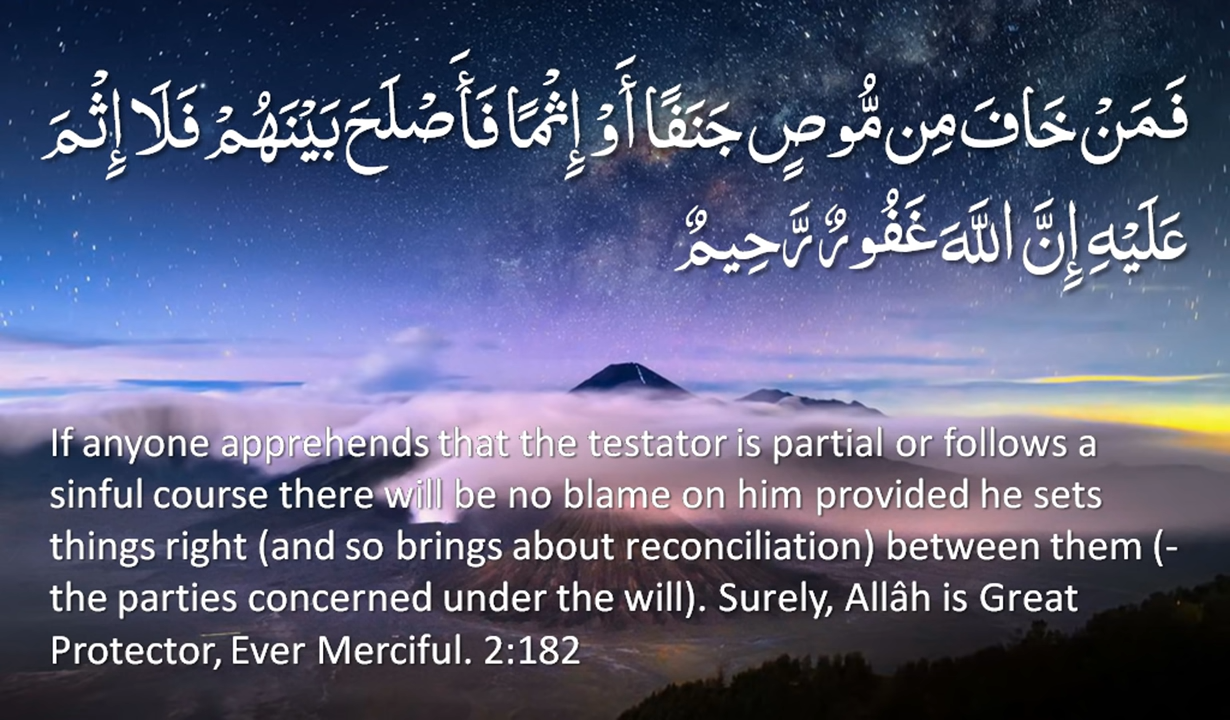 فَمَنْ خَافَ مِن مُّوصٍ جَنَفًا أَوْ إِثْمًا فَأَصْلَحَ بَيْنَهُمْ فَلَا إِثْمَ
عَلَيْهِ إِنَّ اللَّهَ غَفُورٌ رَّحِيمٌ
If anyone apprehends that the testator is partial or follows a
sinful course there will be no blame on him provided he sets
things right (and so brings about reconciliation) between them (-
the parties concerned under the will). Surely, Allâh is Great
Protector, Ever Merciful. 2:182